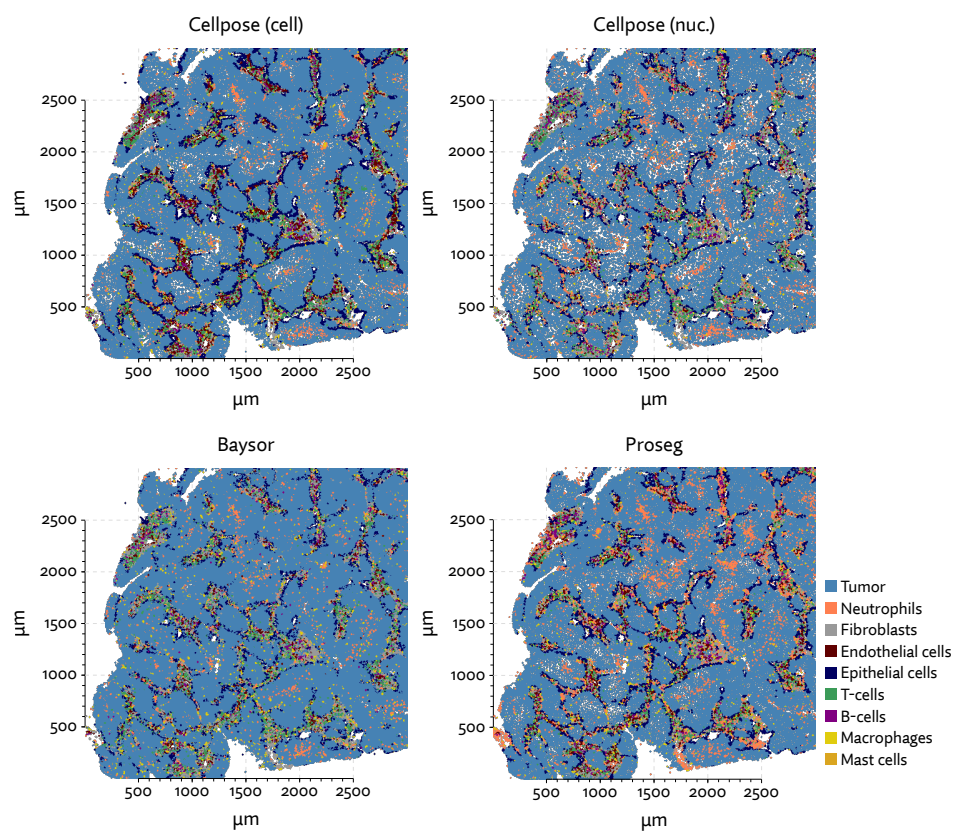 Cellpose (cell)
Cellpose (nuc.)
2500
2000
1500
1000
500
μm
500
1000
1500
2000
2500
μm
2500
2000
1500
1000
500
μm
500
1000
1500
2000
2500
μm
Baysor
Proseg
2500
2000
1500
1000
500
μm
500
1000
1500
2000
2500
μm
2500
2000
1500
1000
500
μm
500
1000
1500
2000
2500
μm
Tumor
Neutrophils
Fibroblasts
Endothelial cells
Epithelial cells
T-cells
B-cells
Macrophages
Mast cells